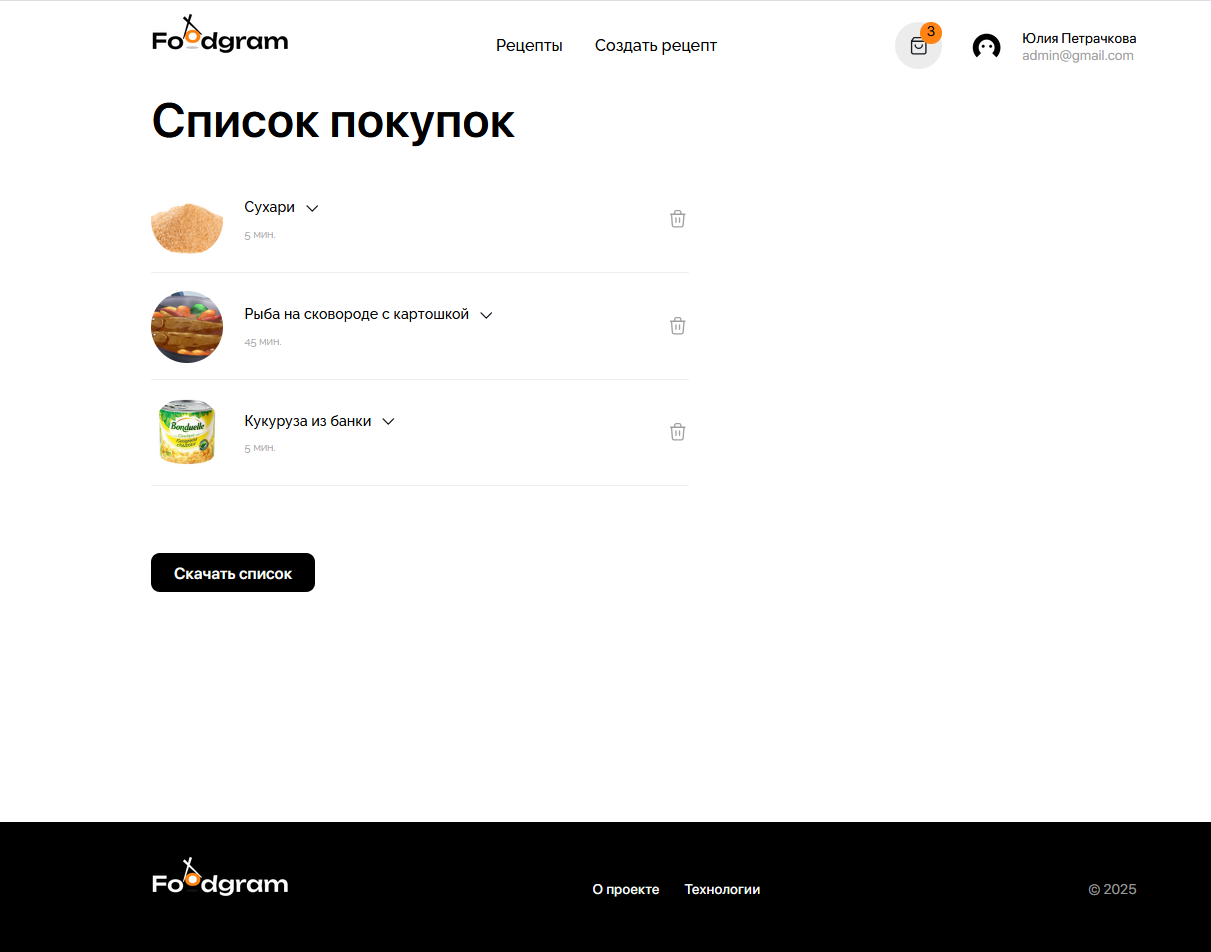 Foodgram
Рецепты
Создать рецепт
3
Юлия Петрачкова
admin@gmail.com
Список покупок
Сухари
5 мин.
Рыба на сковороде с картошкой
45 мин.
Bonduelle
Кукуруза из банки
5 мин.
Скачать список
Foodgram
О проекте
Технологии
© 2025